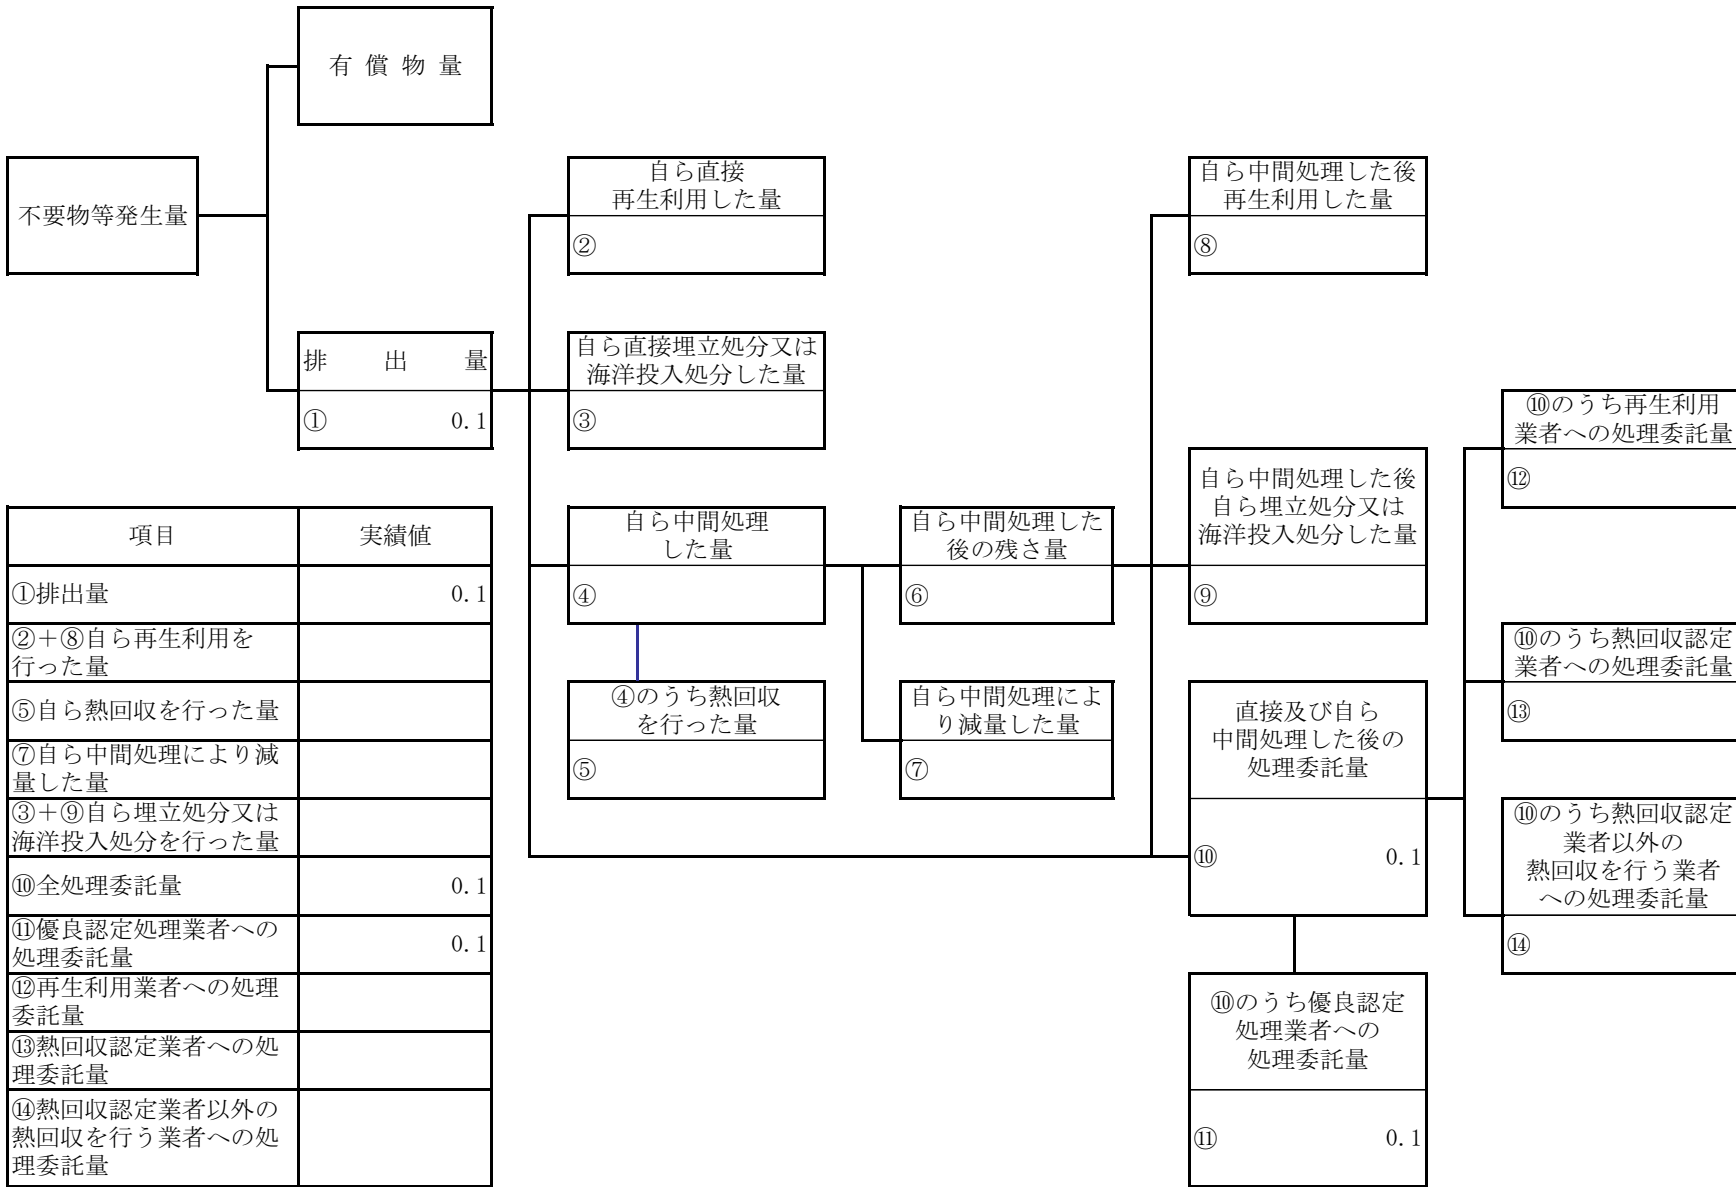 有 償 物 量
不要物等発生量
自ら直接
再生利用した量
②
自ら中間処理した後
再生利用した量
⑧
排 出 量
① 0.1
自ら直接埋立処分又は
海洋投入処分した量
③
⑩のうち再生利用
業者への処理委託量
⑫
自ら中間処理
した量
④
自ら中間処理した
後の残さ量
⑥
自ら中間処理した後
自ら埋立処分又は
海洋投入処分した量
⑨
⑩のうち熱回収認定
業者への処理委託量
⑬
④のうち熱回収
を行った量
⑤
自ら中間処理によ
り減量した量
⑦
直接及び自ら
中間処理した後の
処理委託量
⑩ 0.1
⑩のうち熱回収認定
業者以外の
熱回収を行う業者
への処理委託量
⑭
⑩のうち優良認定
処理業者への
処理委託量
⑪ 0.1
項目 実績値
①排出量 0.1
②＋⑧自ら再生利用を
行った量
⑤自ら熱回収を行った量
⑦自ら中間処理により減
量した量
③＋⑨自ら埋立処分又は
海洋投入処分を行った量
⑩全処理委託量 0.1
⑪優良認定処理業者への
処理委託量 0.1
⑫再生利用業者への処理
委託量
⑬熱回収認定業者への処
理委託量
⑭熱回収認定業者以外の
熱回収を行う業者への処
理委託量